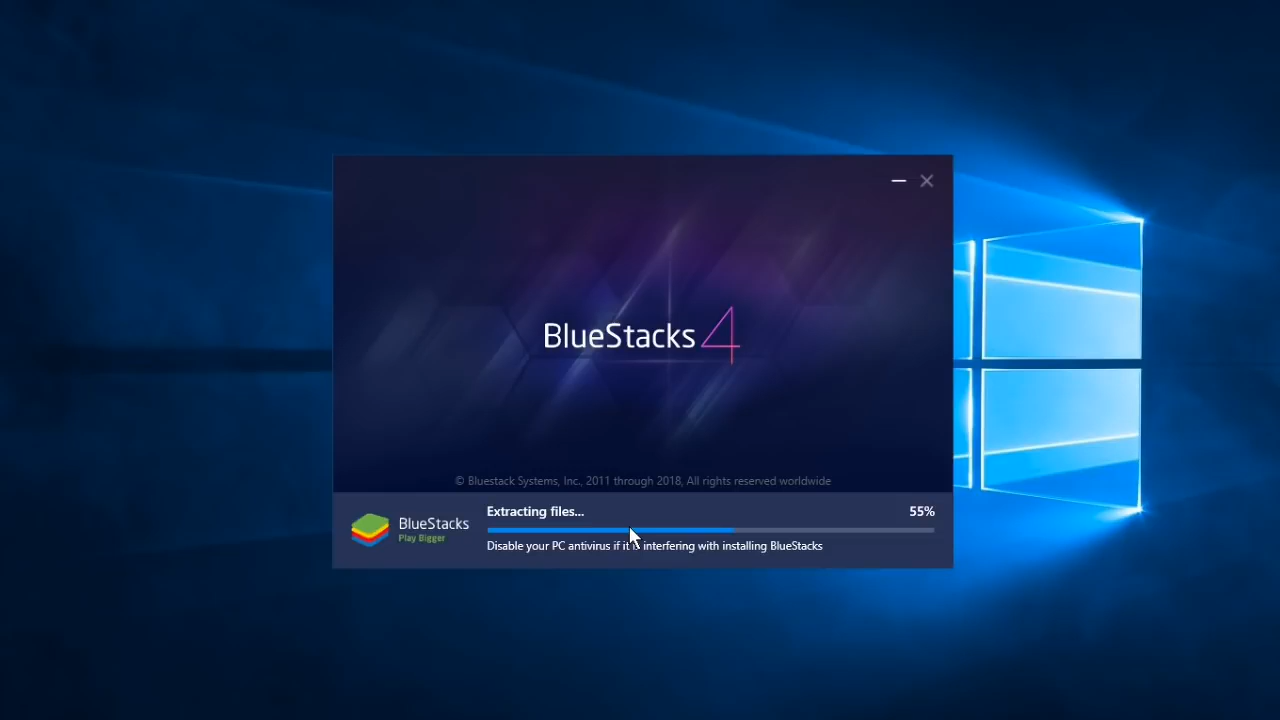 BlueStacks 4
© Bluestack Systems, Inc., 2011 through 2018, All rights reserved worldwide
BlueStacks
Play Bigger
Extracting files... 55%
Disable your PC antivirus if it is interfering with installing BlueStacks